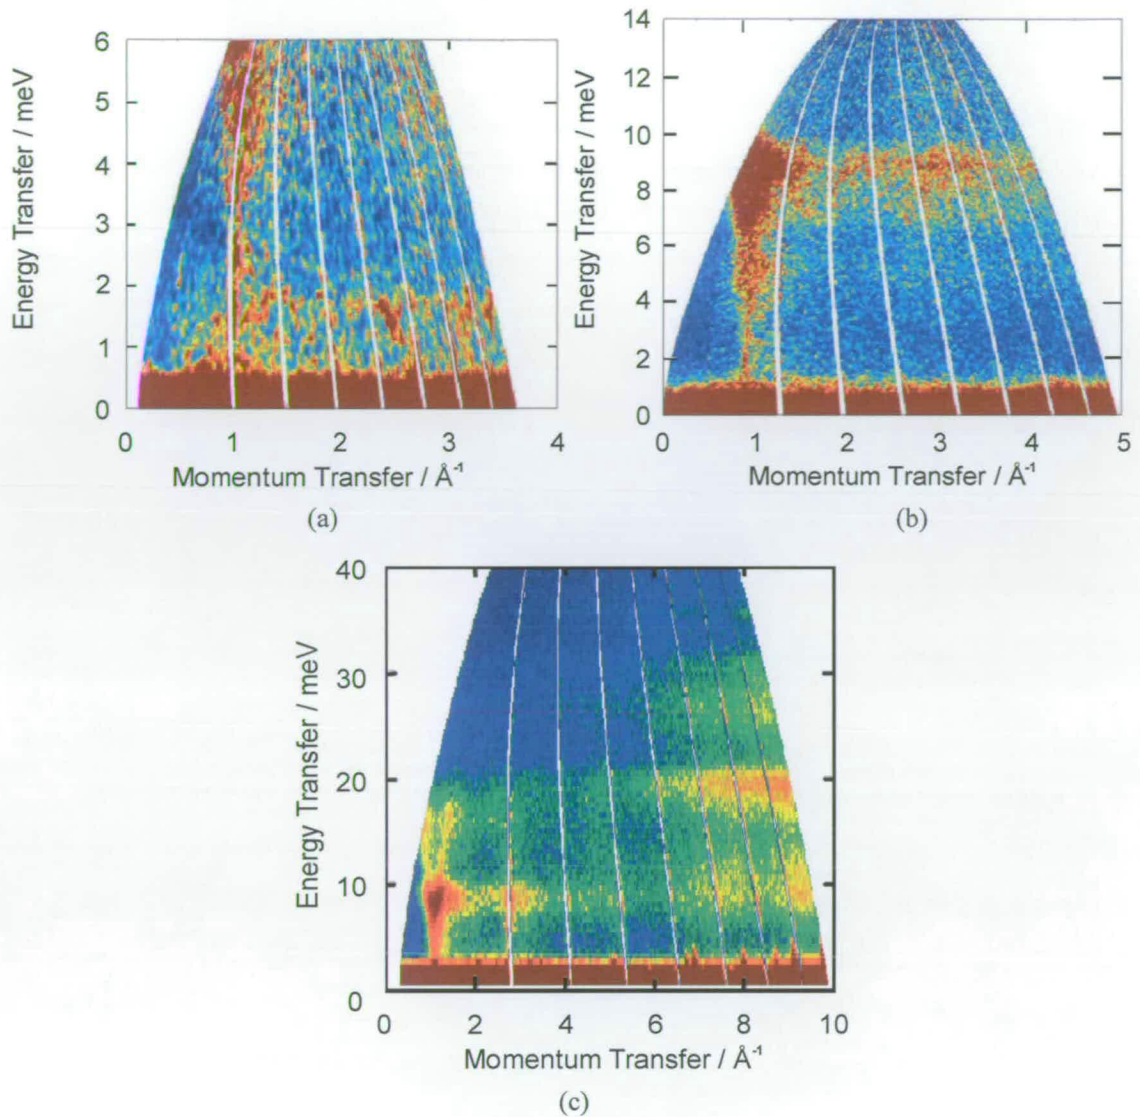 6
5
4
3
2
1
0
0 1 2 3 4
Energy Transfer / meV
Momentum Transfer / Å⁻¹
(a)
14
12
10
8
6
4
2
0
0 1 2 3 4 5
Energy Transfer / meV
Momentum Transfer / Å⁻¹
(b)
40
30
20
10
0
0 2 4 6 8 10
Energy Transfer / meV
Momentum Transfer / Å⁻¹
(c)